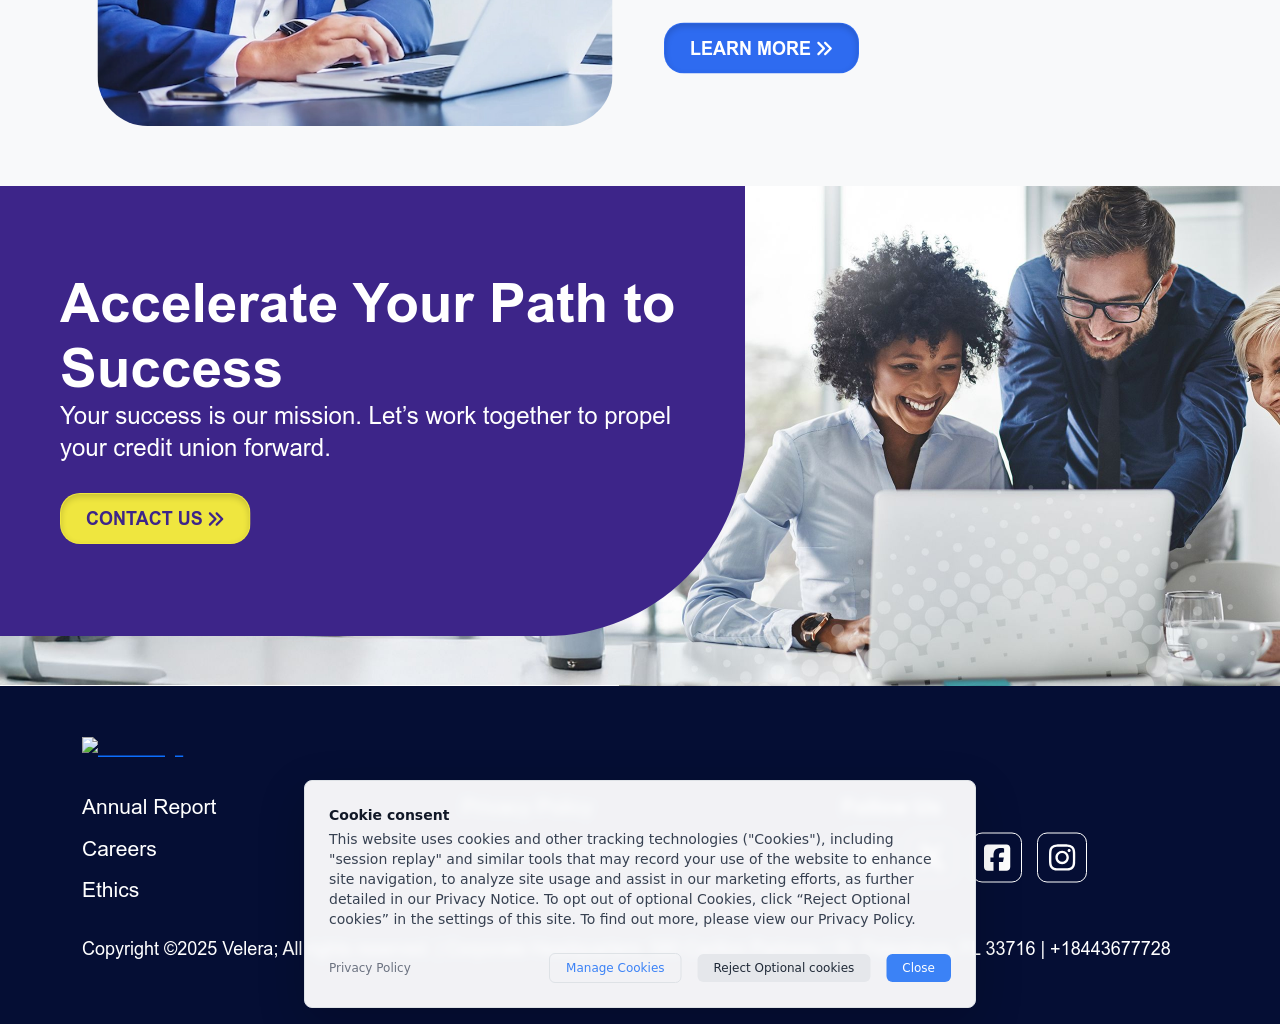 LEARN MORE »
Accelerate Your Path to
Success
Your success is our mission. Let’s work together to propel
your credit union forward.
CONTACT US »
Annual Report
Careers
Ethics
Cookie consent
This website uses cookies and other tracking technologies ("Cookies"), including
"session replay" and similar tools that may record your use of the website to enhance
site navigation, to analyze site usage and assist in our marketing efforts, as further
detailed in our Privacy Notice. To opt out of optional Cookies, click “Reject Optional
cookies” in the settings of this site. To find out more, please view our Privacy Policy.
Privacy Policy
Manage Cookies
Reject Optional cookies
Close
Copyright ©2025 Velera; All
33716 | +18443677728